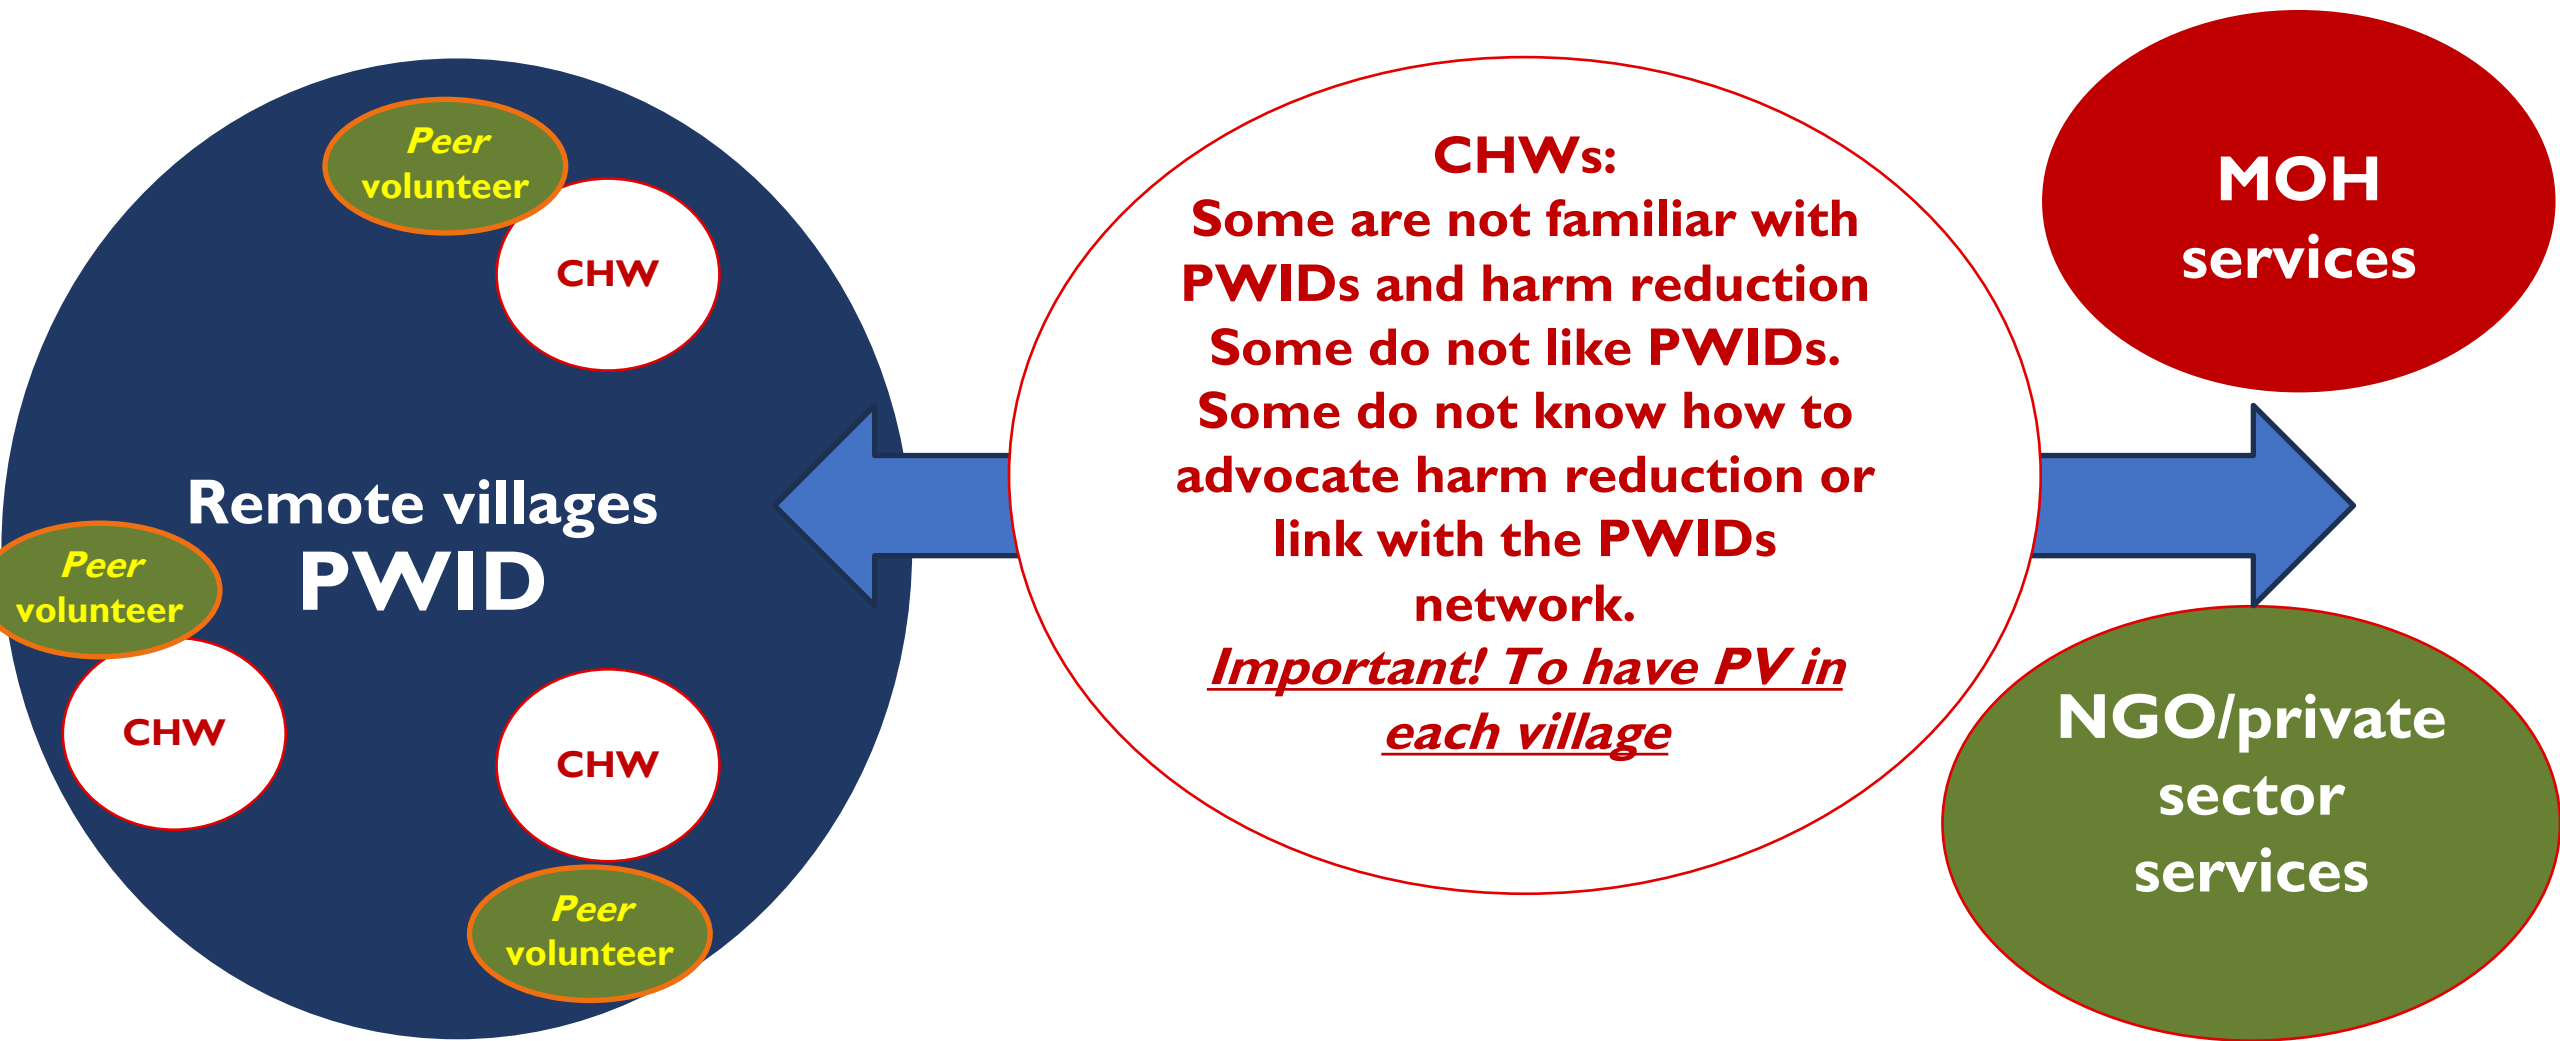 Peer
volunteer
CHW
Remote villages
PWID
Peer
volunteer
CHW
CHW
Peer
volunteer
CHWs:
Some are not familiar with
PWIDs and harm reduction
Some do not like PWIDs.
Some do not know how to
advocate harm reduction or
link with the PWIDs
network.
Important! To have PV in
each village
MOH
services
NGO/private
sector
services